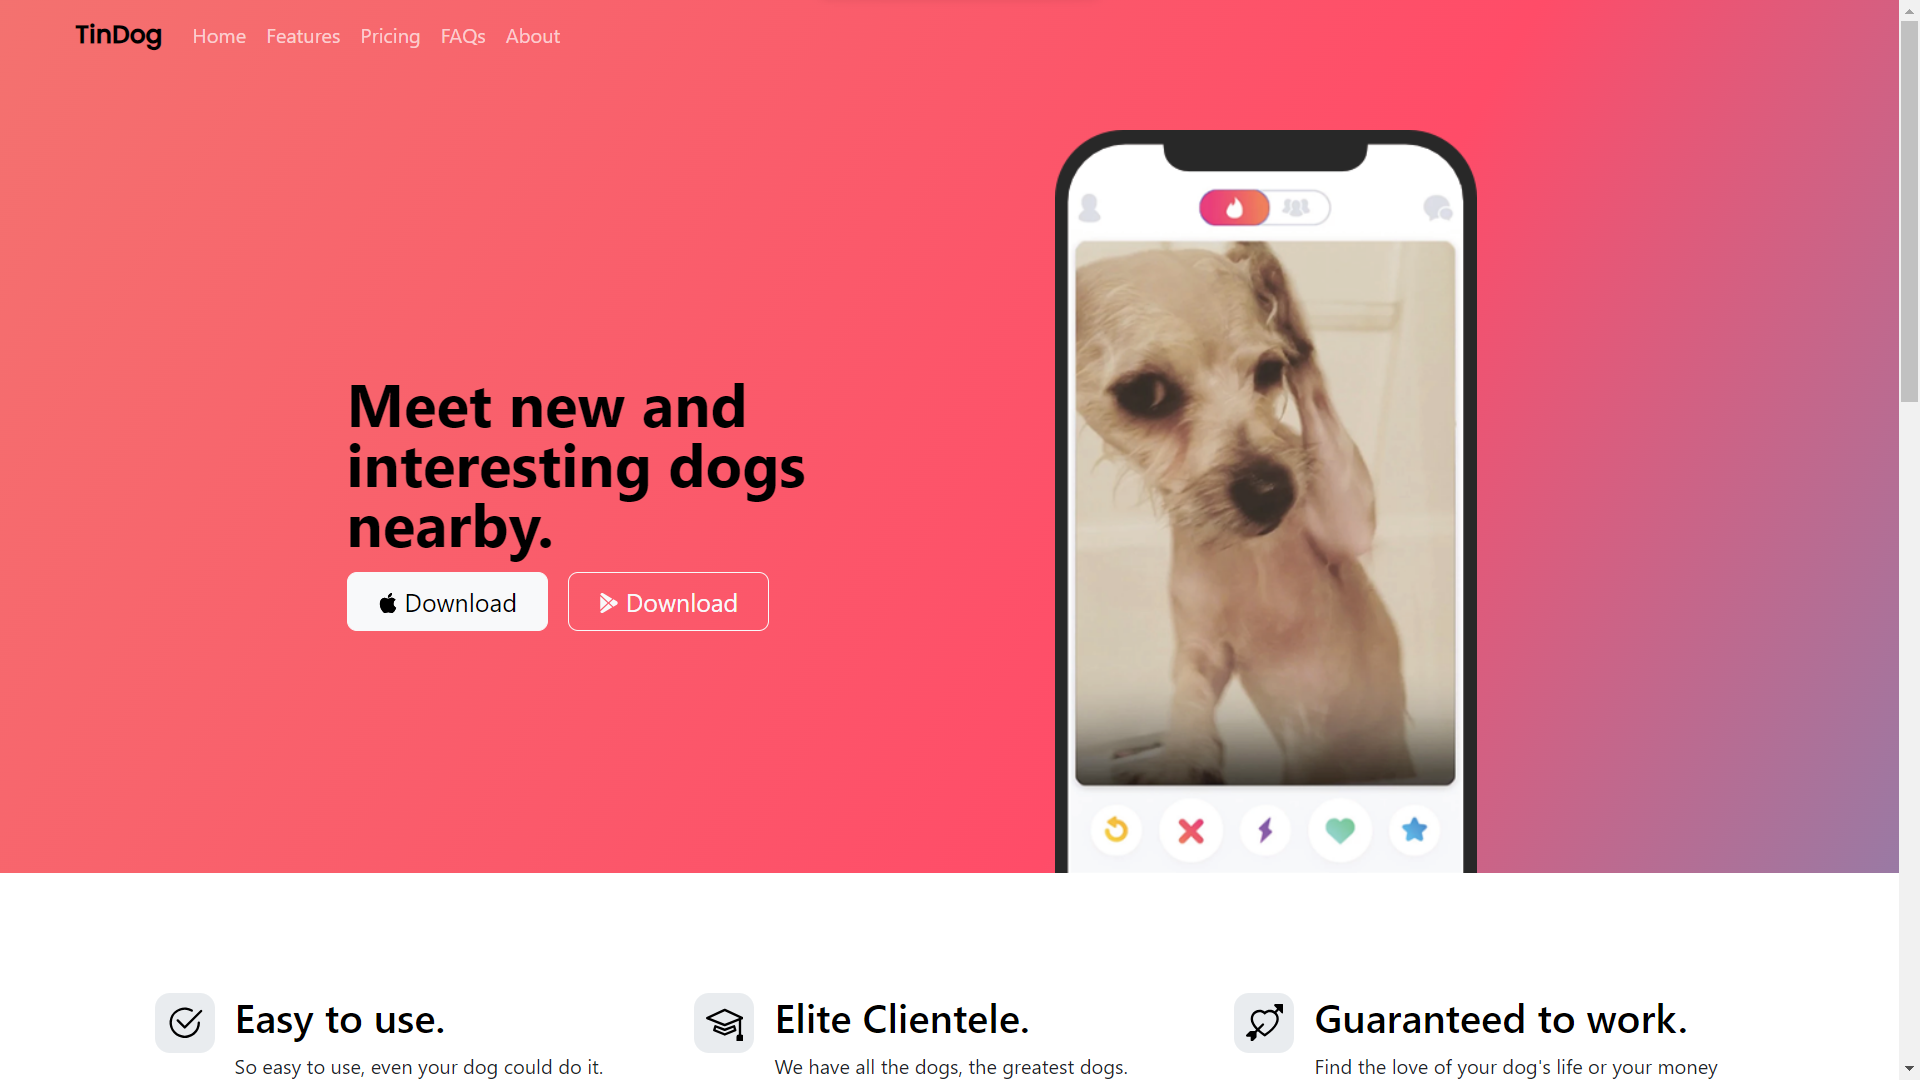 TinDog Home Features Pricing FAQs About
Meet new and
interesting dogs
nearby.
Download Download
Easy to use.
So easy to use, even your dog could do it.
Elite Clientele.
We have all the dogs, the greatest dogs.
Guaranteed to work.
Find the love of your dog's life or your money